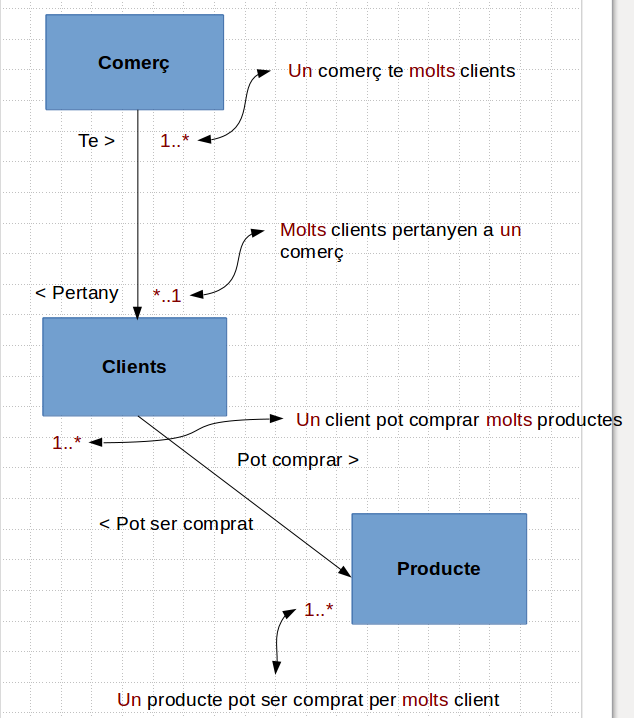 Comerç
Un comerç te molts clients
Te >
1..*
Molts clients pertanyen a un
comerç
< Pertany
*..1
Clients
Un client pot comprar molts productes
1..*
Pot comprar >
< Pot ser comprat
Producte
1..*
Un producte pot ser comprat per molts client